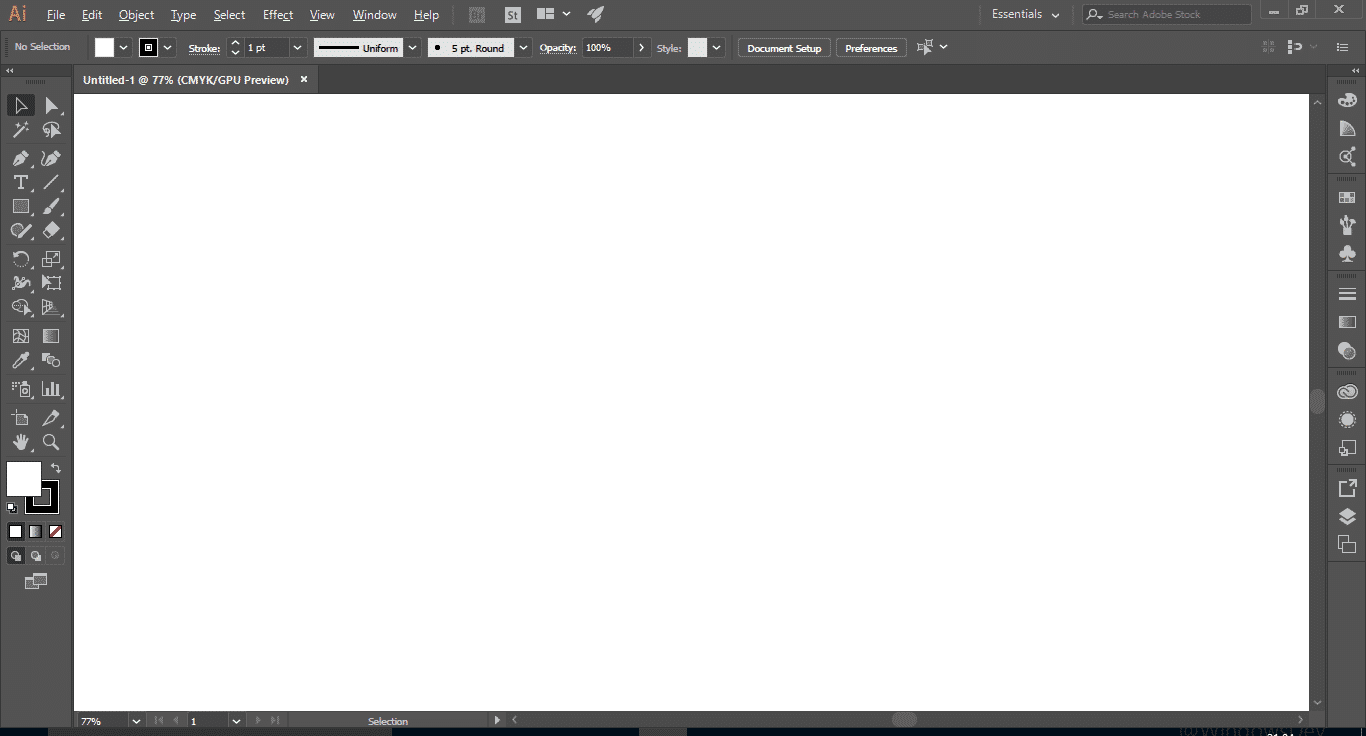 Ai File Edit Object Type Select Effect View Window Help Br St Essentials Search Adobe Stock
No Selection Stroke: 1 pt Uniform 5 pt. Round Opacity: 100% Style: Document Setup Preferences
Untitled-1 @ 77% (CMYK/GPU Preview) ×
77% 1 Selection